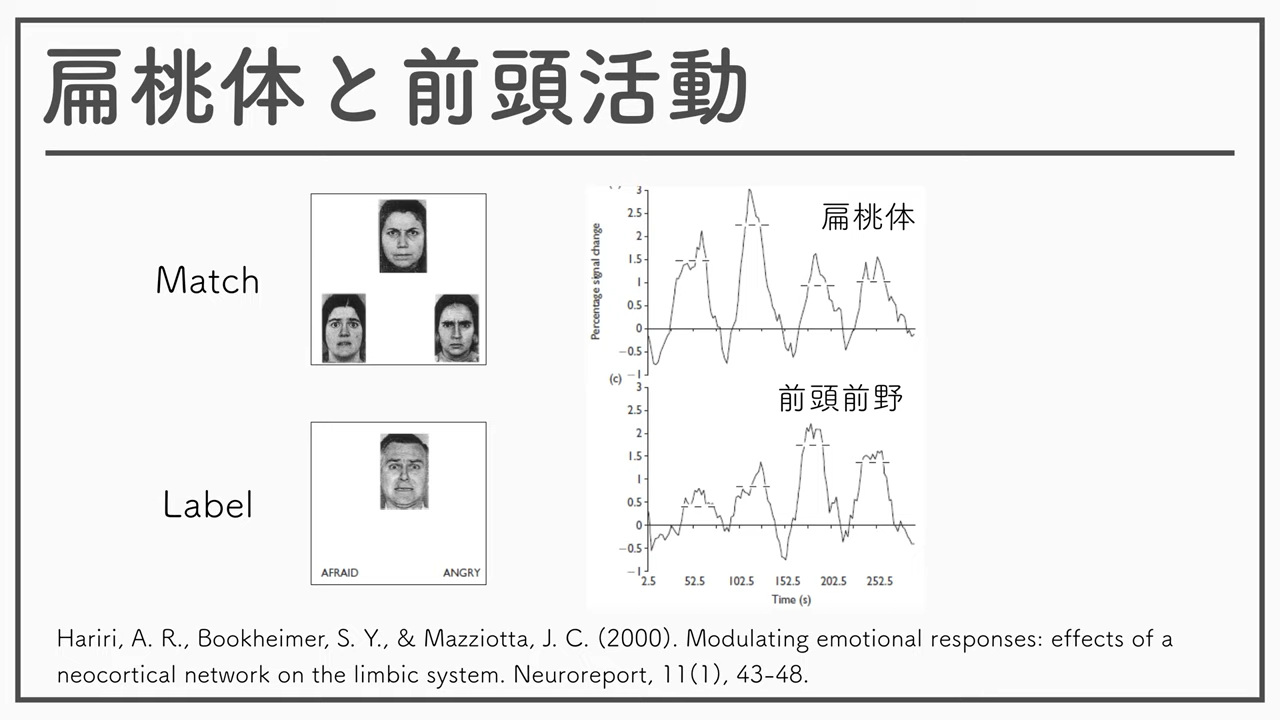 扁桃体と前頭活動
Match
Label
AFRAID ANGRY
扁桃体
Percentage signal change
3
2.5
2
1.5
1
0.5
0
−0.5
−1
(c)
前頭前野
3
2.5
2
1.5
1
0.5
0
−0.5
−1
2.5 52.5 102.5 152.5 202.5 252.5
Time (s)
Hariri, A. R., Bookheimer, S. Y., & Mazziotta, J. C. (2000). Modulating emotional responses: effects of a
neocortical network on the limbic system. Neuroreport, 11(1), 43-48.